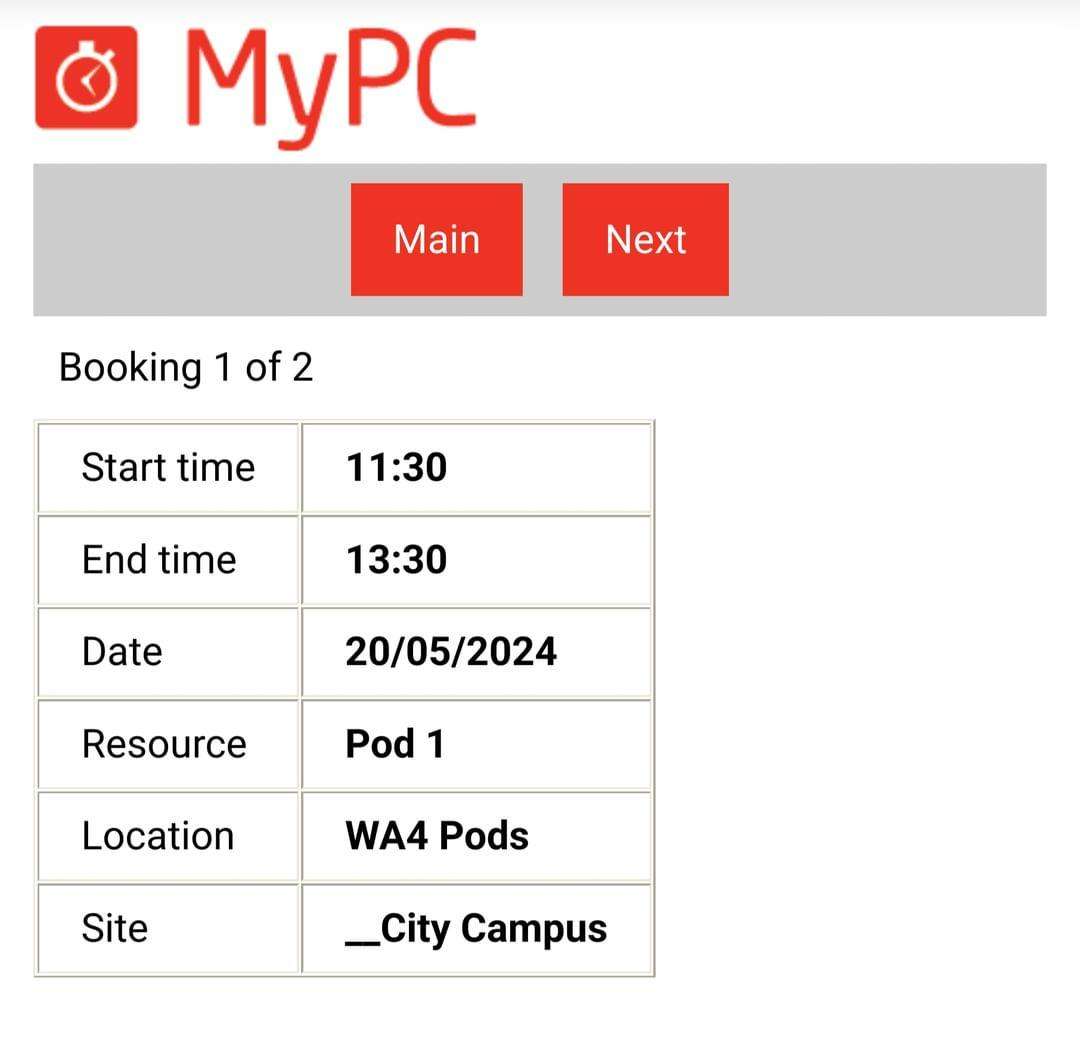 MyPC
Main Next
Booking 1 of 2
Start time 11:30
End time 13:30
Date 20/05/2024
Resource Pod 1
Location WA4 Pods
Site __City Campus